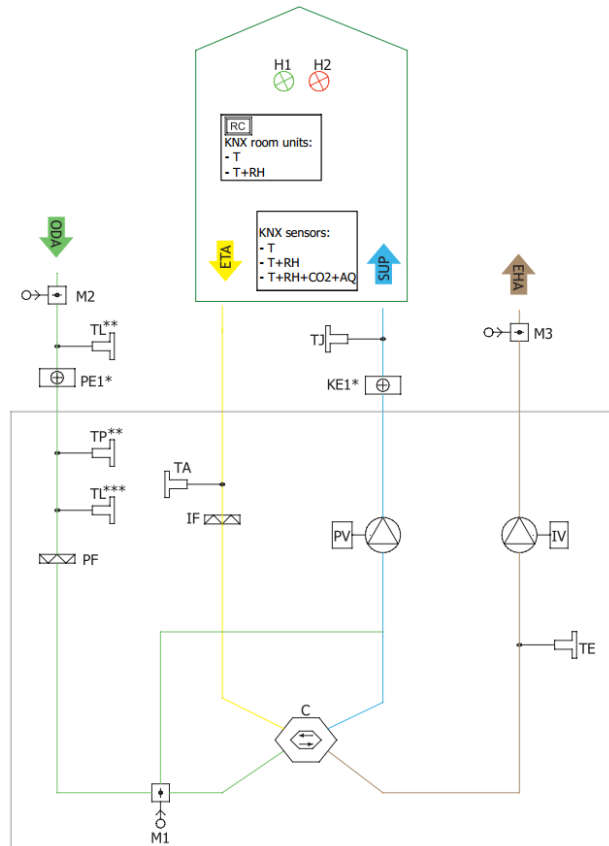 H1 H2
RC
KNX room units:
- T
- T+RH
KNX sensors:
- T
- T+RH
- T+RH+CO2+AQ
ODA
ETA
SUP
EHA
M2
TL**
PE1*
TJ
KE1*
M3
TP**
TL***
TA
IF
PF
PV
IV
TE
C
M1